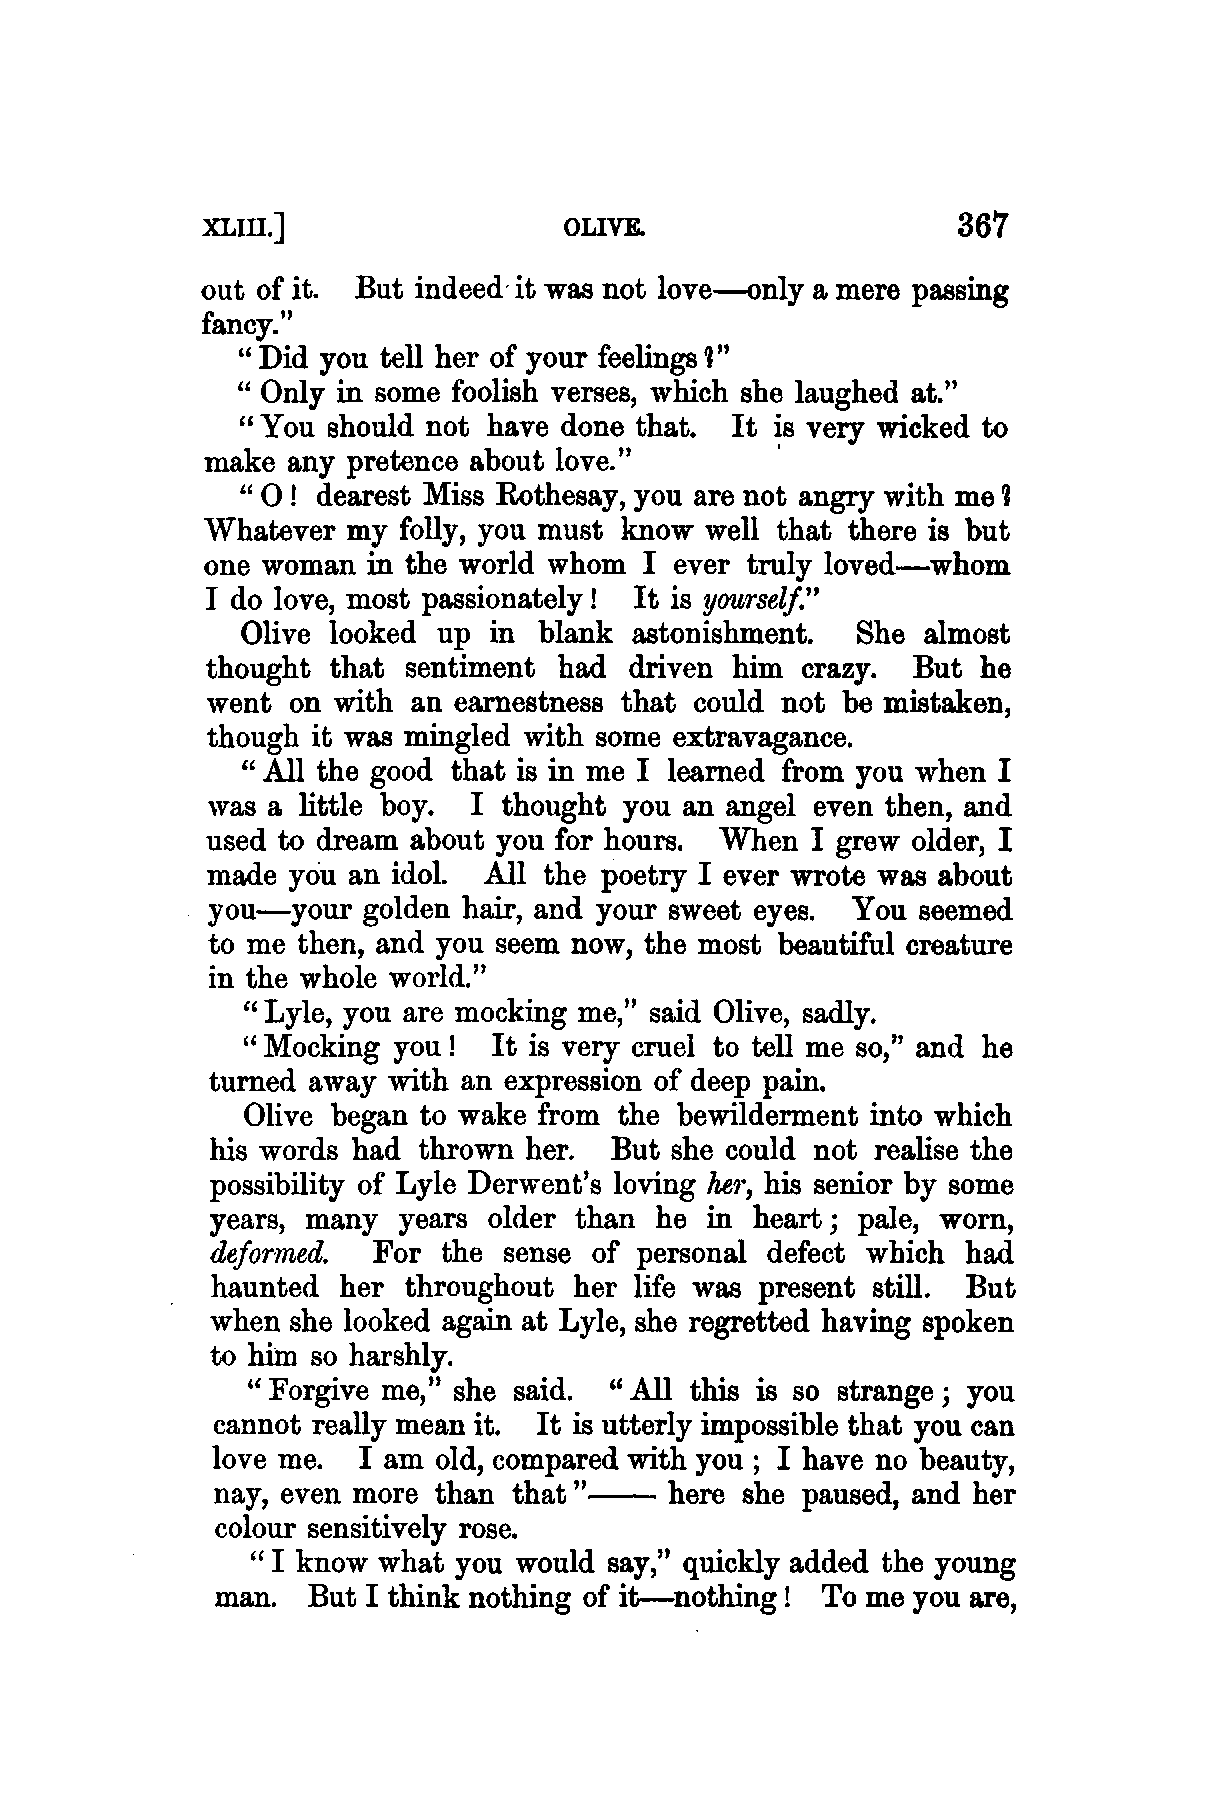 XLIII.] OLIVE. 367
out of it. But indeed it was not love—only a mere passing
fancy."
"Did you tell her of your feelings?"
"Only in some foolish verses, which she laughed at."
"You should not have done that. It is very wicked to
make any pretence about love."
"O! dearest Miss Rothesay, you are not angry with me?
Whatever my folly, you must know well that there is but
one woman in the world whom I ever truly loved—whom
I do love, most passionately! It is yourself."
Olive looked up in blank astonishment. She almost
thought that sentiment had driven him crazy. But he
went on with an earnestness that could not be mistaken,
though it was mingled with some extravagance.
"All the good that is in me I learned from you when I
was a little boy. I thought you an angel even then, and
used to dream about you for hours. When I grew older, I
made you an idol. All the poetry I ever wrote was about
you—your golden hair, and your sweet eyes. You seemed
to me then, and you seem now, the most beautiful creature
in the whole world."
"Lyle, you are mocking me," said Olive, sadly.
"Mocking you! It is very cruel to tell me so," and he
turned away with an expression of deep pain.
Olive began to wake from the bewilderment into which
his words had thrown her. But she could not realise the
possibility of Lyle Derwent's loving her, his senior by some
years, many years older than he in heart; pale, worn,
deformed. For the sense of personal defect which had
haunted her throughout her life was present still. But
when she looked again at Lyle, she regretted having spoken
to him so harshly.
"Forgive me," she said. "All this is so strange; you
cannot really mean it. It is utterly impossible that you can
love me. I am old, compared with you; I have no beauty,
nay, even more than that"—— here she paused, and her
colour sensitively rose.
"I know what you would say," quickly added the young
man. But I think nothing of it—nothing! To me you are,